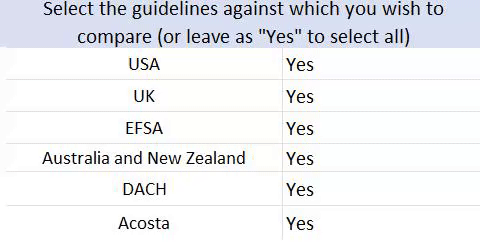 Select the guidelines against which you wish to
compare (or leave as "Yes" to select all)
USA Yes
UK Yes
EFSA Yes
Australia and New Zealand Yes
DACH Yes
Acosta Yes